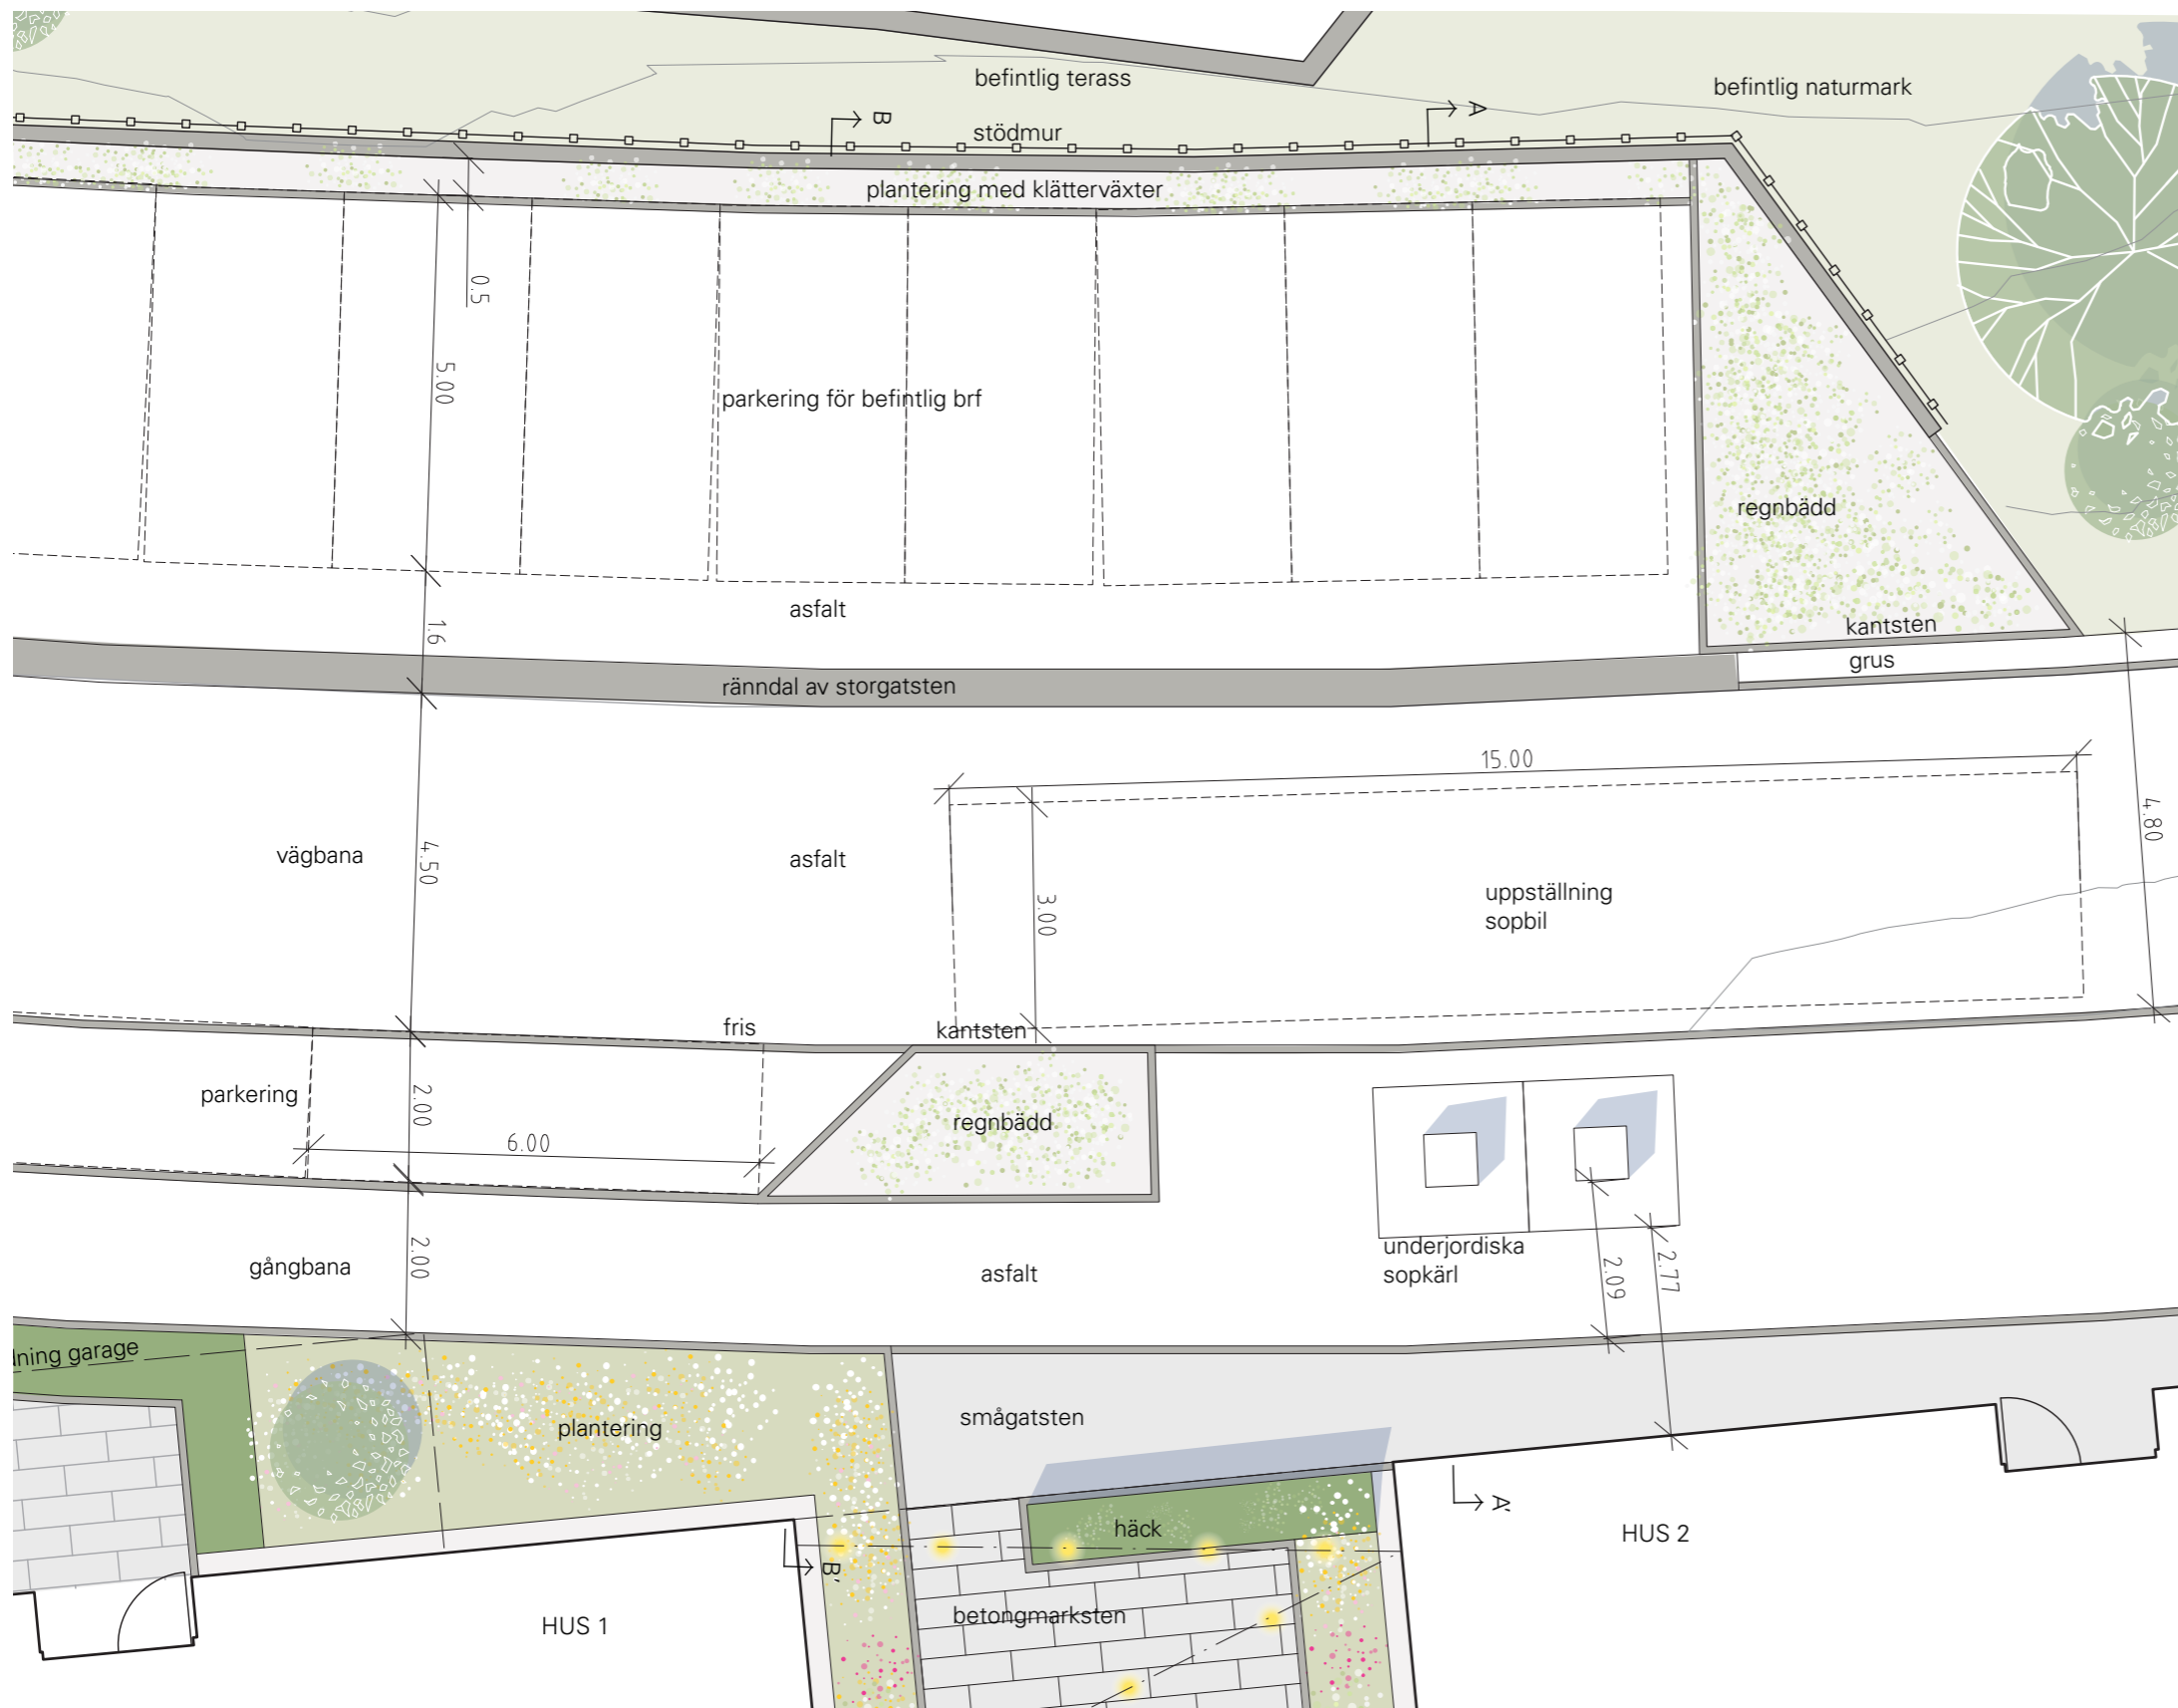 befintlig terass
befintlig naturmark
B
A
stödmur
plantering med klätterväxter
0.5
5.00
parkering för befintlig brf
regnbädd
asfalt
1.6
kantsten
grus
ränndal av storgatsten
15.00
4.80
vägbana
4.50
asfalt
3.00
uppställning
sopbil
fris
kantsten
parkering
2.00
6.00
regnbädd
gångbana
2.00
asfalt
underjordiska
sopkärl
2.09
2.77
dning garage
plantering
smågatsten
A'
häck
HUS 2
B'
betongmarksten
HUS 1